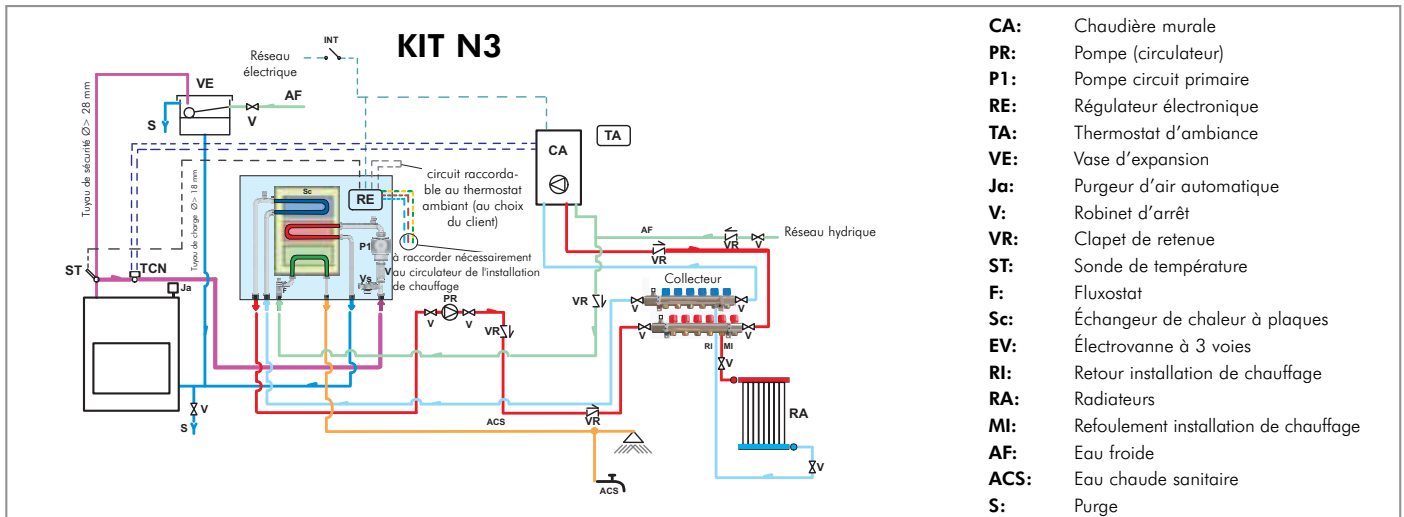 KIT N3
INT
Réseau
électrique
VE
AF
V
S
Tuyau de sécurité Ø> 28 mm
Tuyau de charge Ø> 18 mm
CA
TA
Sc
RE
circuit raccorda-
ble au thermostat
ambiant (au choix
du client)
P1
V
Vs
à raccorder nécessairement
au circulateur de l'installation
de chauffage
AF
VR
V
Réseau hydrique
VR
ST
TCN
Ja
Collecteur
VR
V
V
V
V
RI
MI
PR
V
V
VR
V
RA
V
S
ACS
VR
V
ACS
CA: Chaudière murale
PR: Pompe (circulateur)
P1: Pompe circuit primaire
RE: Régulateur électronique
TA: Thermostat d'ambiance
VE: Vase d'expansion
Ja: Purgeur d'air automatique
V: Robinet d'arrêt
VR: Clapet de retenue
ST: Sonde de température
F: Fluxostat
Sc: Échangeur de chaleur à plaques
EV: Électrovanne à 3 voies
RI: Retour installation de chauffage
RA: Radiateurs
MI: Refoulement installation de chauffage
AF: Eau froide
ACS: Eau chaude sanitaire
S: Purge